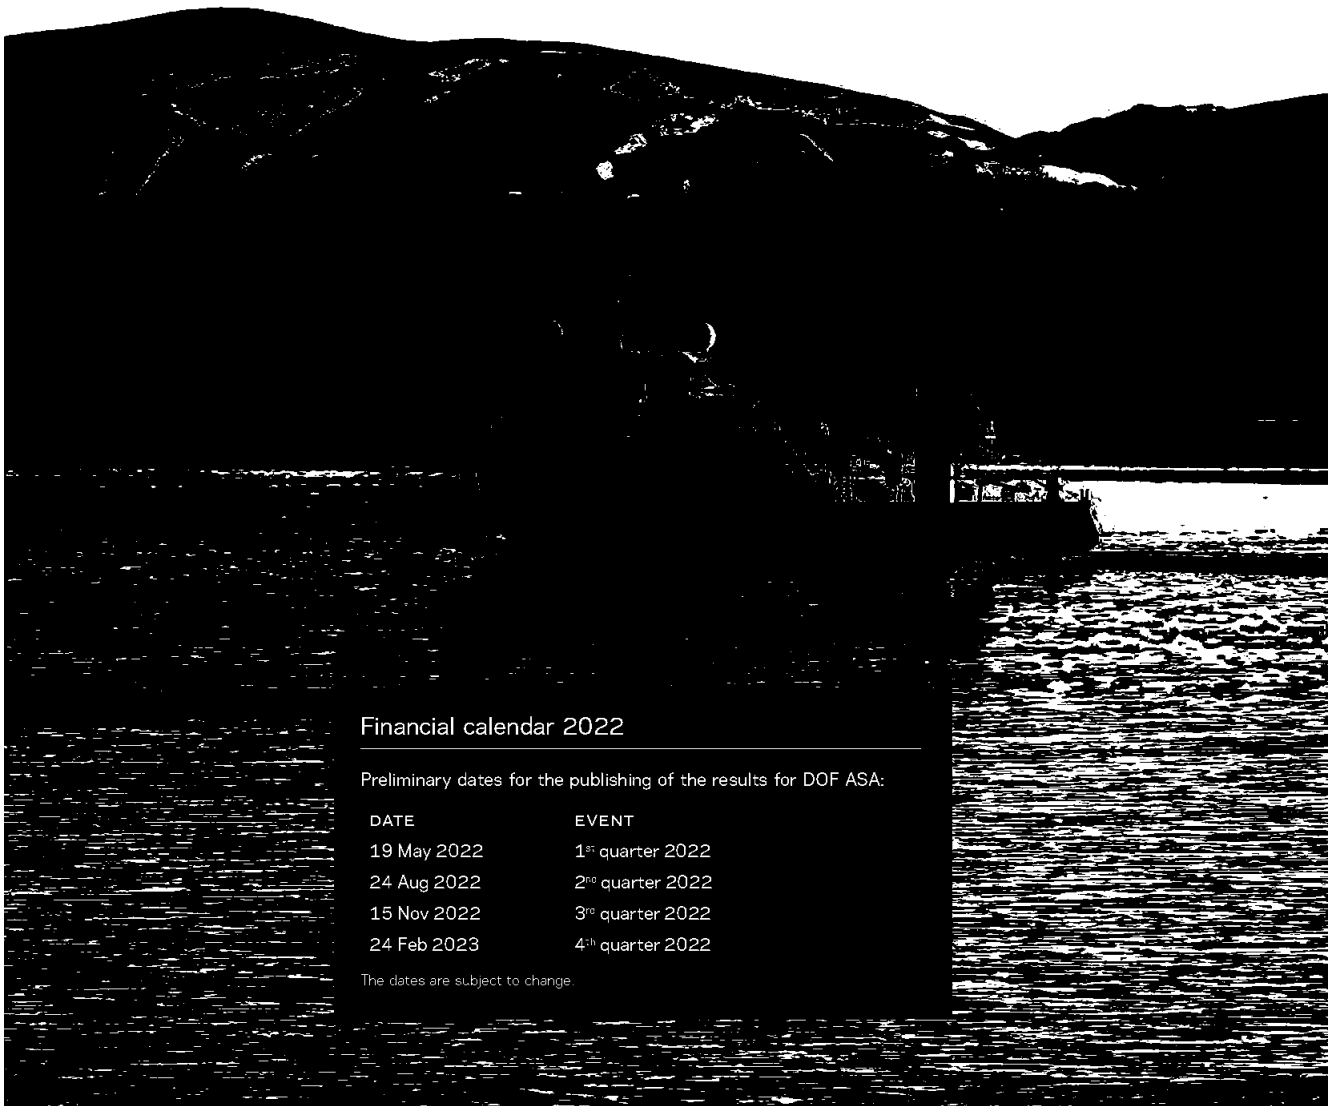 Financial calendar 2022
Preliminary dates for the publishing of the results for DOF ASA:
DATE EVENT
19 May 2022 1st quarter 2022
24 Aug 2022 2nd quarter 2022
15 Nov 2022 3rd quarter 2022
24 Feb 2023 4th quarter 2022
The dates are subject to change.